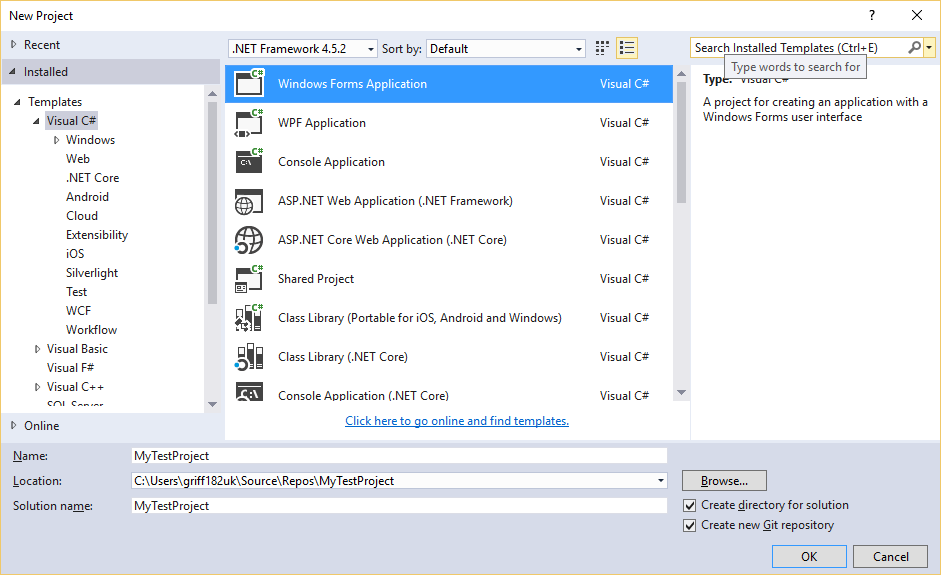 New Project
?
Recent
Installed
.NET Framework 4.5.2
Sort by:
Default
Search Installed Templates (Ctrl+E)
Type words to search for
Templates
Visual C#
Windows
Web
.NET Core
Android
Cloud
Extensibility
iOS
Silverlight
Test
WCF
Workflow
Visual Basic
Visual F#
Visual C++
SQL Server
Online
Windows Forms Application Visual C#
WPF Application Visual C#
Console Application Visual C#
ASP.NET Web Application (.NET Framework) Visual C#
ASP.NET Core Web Application (.NET Core) Visual C#
Shared Project Visual C#
Class Library (Portable for iOS, Android and Windows) Visual C#
Class Library (.NET Core) Visual C#
Console Application (.NET Core) Visual C#
Click here to go online and find templates.
Type: Visual C#
A project for creating an application with a
Windows Forms user interface
Name: MyTestProject
Location: C:\Users\griff182uk\Source\Repos\MyTestProject
Browse...
Solution name: MyTestProject
Create directory for solution
Create new Git repository
OK
Cancel